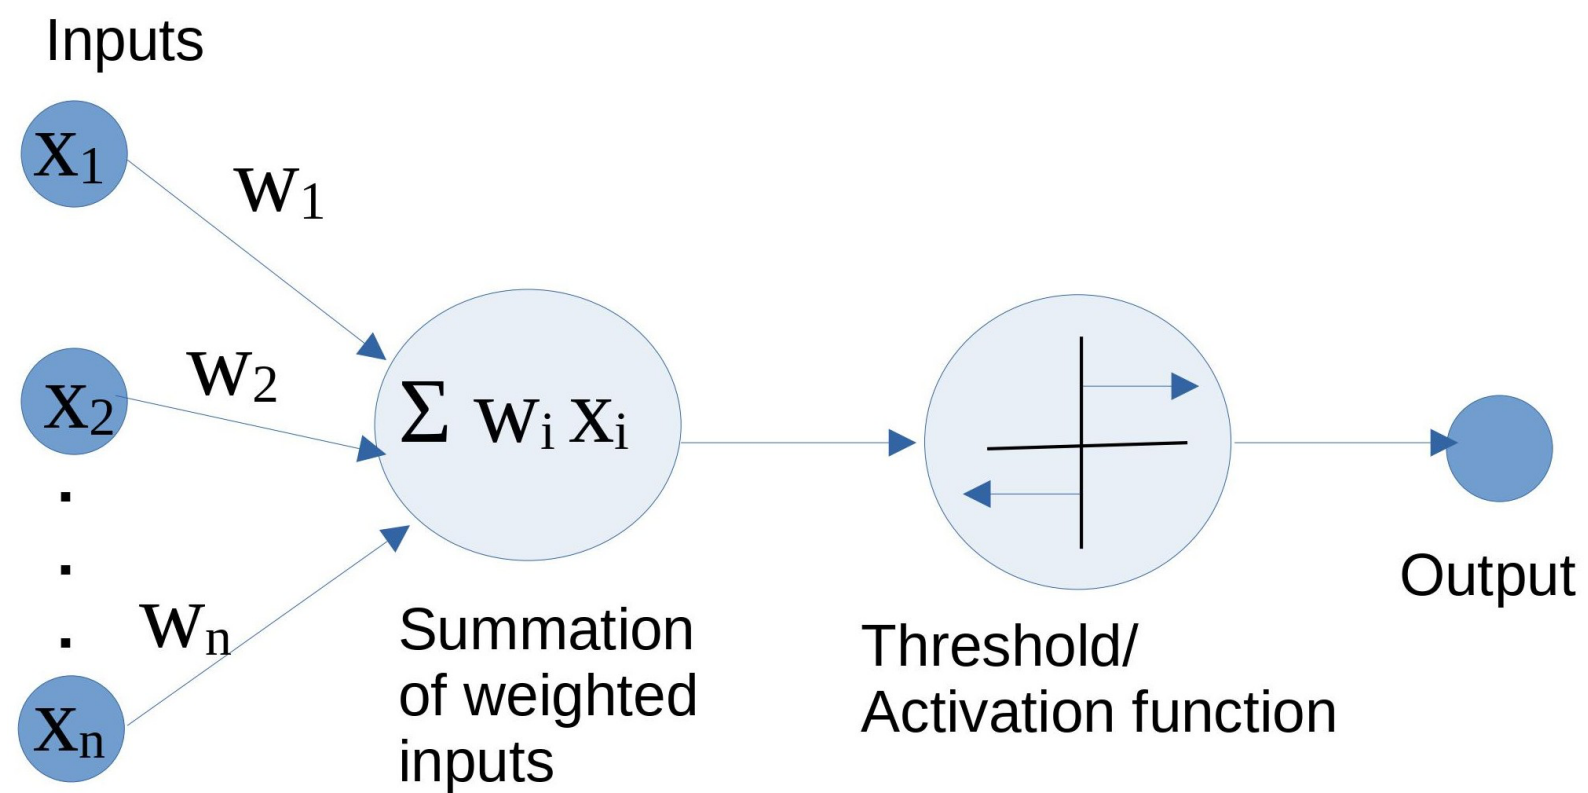 Inputs
x₁
w₁
x₂
w₂
.
.
.
wₙ
xₙ
Σ wᵢ xᵢ
Summation
of weighted
inputs
Threshold/
Activation function
Output